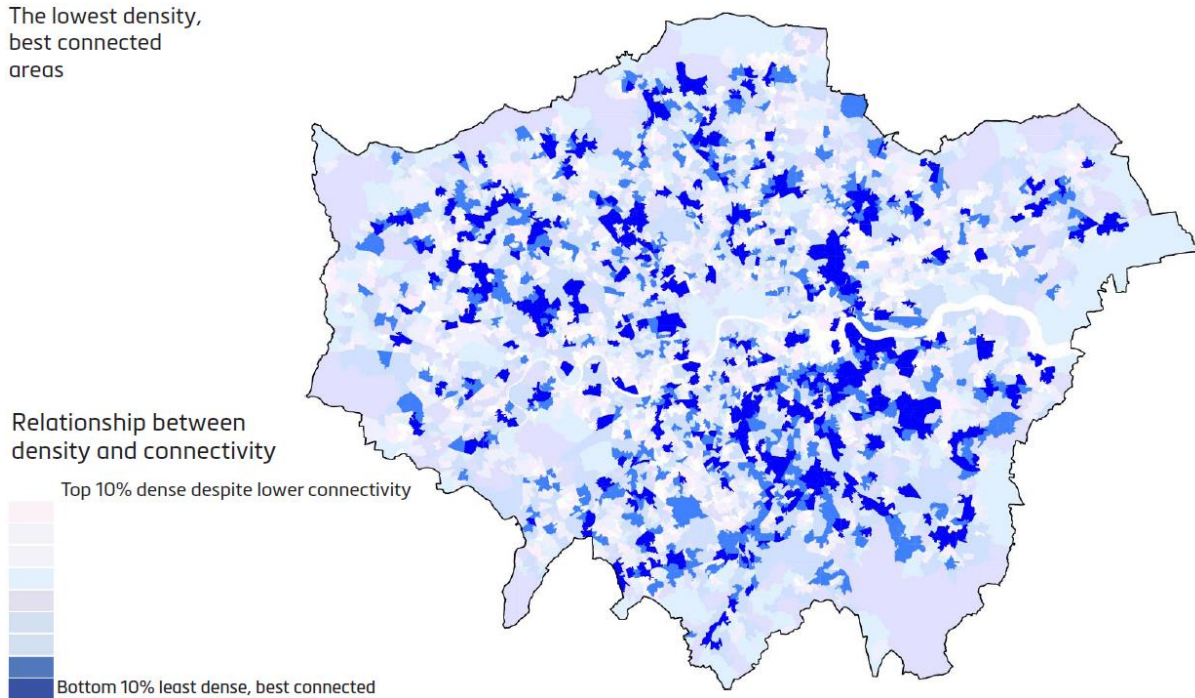 The lowest density,
best connected
areas
Relationship between
density and connectivity
Top 10% dense despite lower connectivity
Bottom 10% least dense, best connected